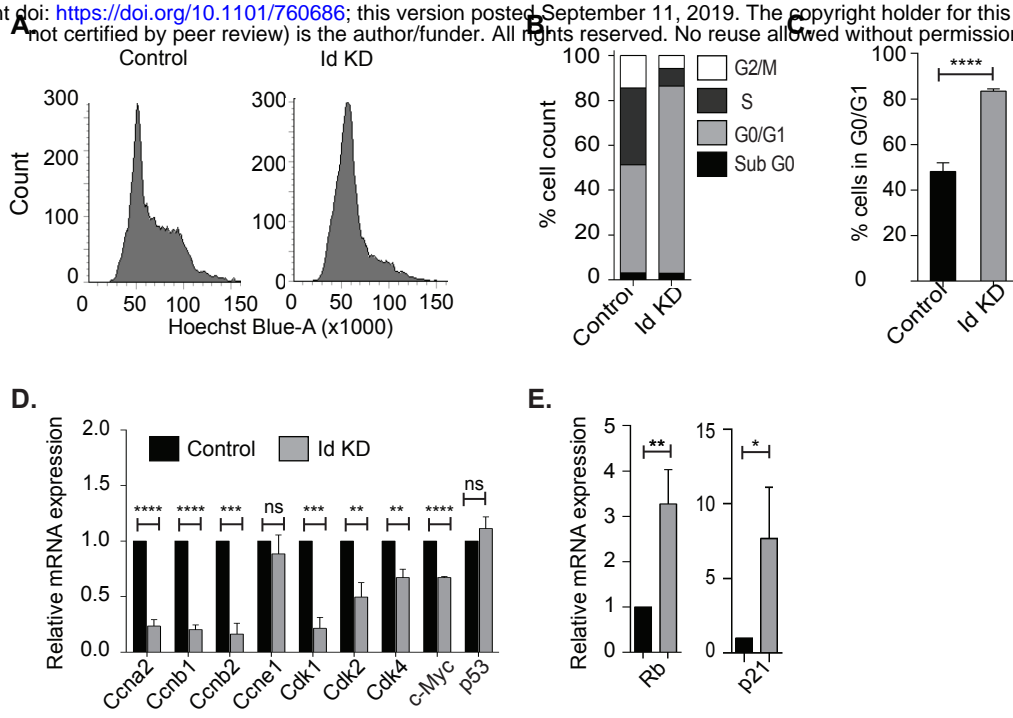 nt doi: https://doi.org/10.1101/760686; this version posted September 11, 2019. The copyright holder for this
not certified by peer review) is the author/funder. All rights reserved. No reuse allowed without permission
A.
Control
Id KD
Count
300
200
100
0
0 50 100 150
300
200
100
0
0 50 100 150
Hoechst Blue-A (x1000)
B.
% cell count
100
80
60
40
20
0
Control
Id KD
G2/M
S
G0/G1
Sub G0
C.
% cells in G0/G1
100
80
60
40
20
0
****
Control
Id KD
D.
Relative mRNA expression
2.0
1.5
1.0
0.5
0.0
Control
Id KD
**** **** *** ns *** ** ** **** ns
Ccna2 Ccnb1 Ccnb2 Ccne1 Cdk1 Cdk2 Cdk4 c-Myc p53
E.
Relative mRNA expression
5
4
3
2
1
0
**
Rb
15
10
5
0
*
p21